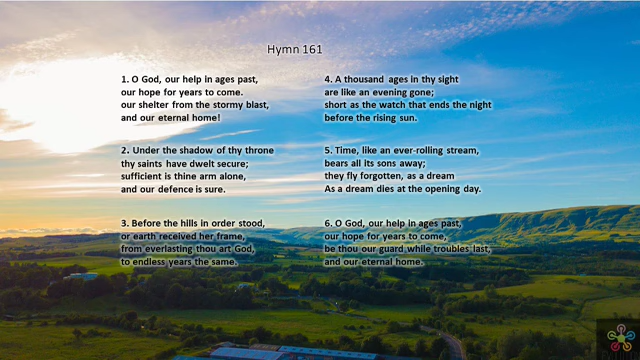 Hymn 161
1. O God, our help in ages past,
our hope for years to come.
our shelter from the stormy blast,
and our eternal home!
2. Under the shadow of thy throne
thy saints have dwelt secure;
sufficient is thine arm alone,
and our defence is sure.
3. Before the hills in order stood,
or earth received her frame,
from everlasting thou art God,
to endless years the same.
4. A thousand ages in thy sight
are like an evening gone;
short as the watch that ends the night
before the rising sun.
5. Time, like an ever-rolling stream,
bears all its sons away;
they fly forgotten, as a dream
As a dream dies at the opening day.
6. O God, our help in ages past,
our hope for years to come,
be thou our guard while troubles last,
and our eternal home.